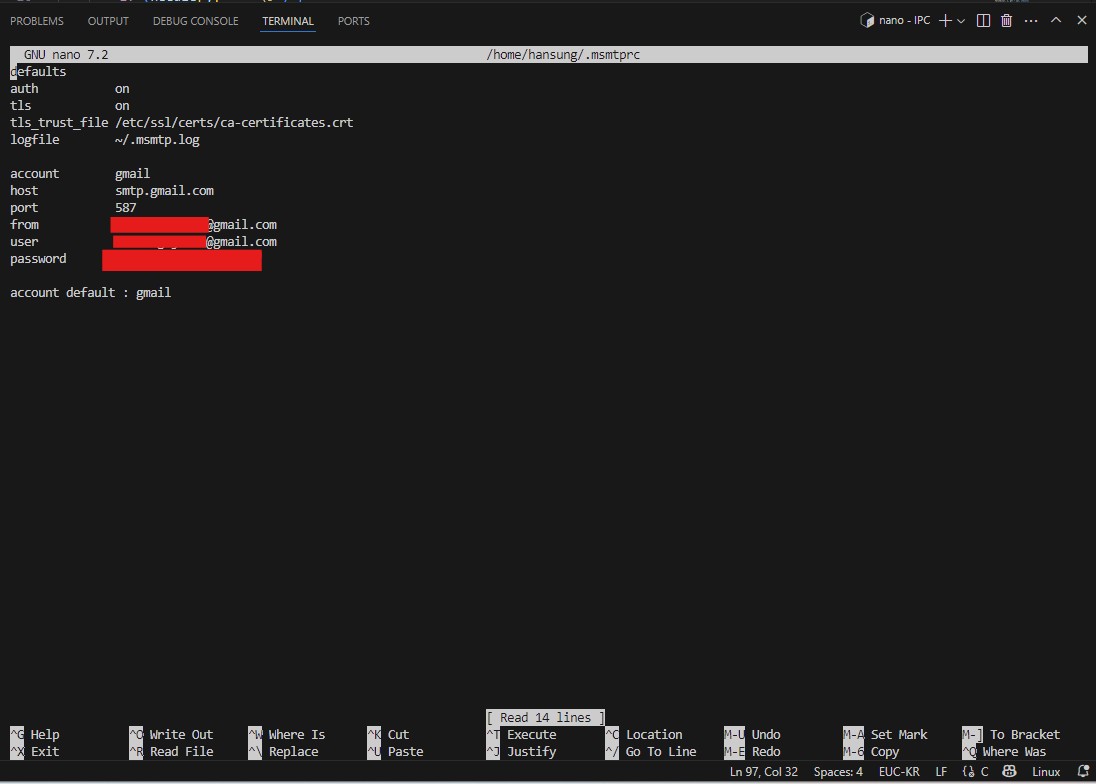 PROBLEMS OUTPUT DEBUG CONSOLE TERMINAL PORTS nano - IPC
GNU nano 7.2 /home/hansung/.msmtprc
defaults
auth on
tls on
tls_trust_file /etc/ssl/certs/ca-certificates.crt
logfile ~/.msmtp.log
account gmail
host smtp.gmail.com
port 587
from @gmail.com
user @gmail.com
password
account default : gmail
[ Read 14 lines ]
^G Help ^O Write Out ^W Where Is ^K Cut ^T Execute ^C Location M-U Undo M-A Set Mark M-] To Bracket
^X Exit ^R Read File ^\ Replace ^U Paste ^J Justify ^/ Go To Line M-E Redo M-6 Copy ^Q Where Was
Ln 97, Col 32 Spaces: 4 EUC-KR LF {} C Linux